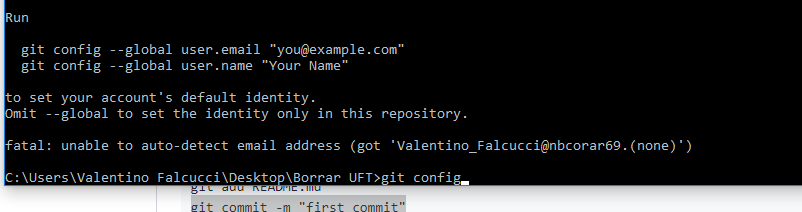 Run
git config --global user.email "you@example.com"
git config --global user.name "Your Name"
to set your account's default identity.
Omit --global to set the identity only in this repository.
fatal: unable to auto-detect email address (got 'Valentino_Falcucci@nbcorar69.(none)')
C:\Users\Valentino Falcucci\Desktop\Borrar UFT>git config
git add README.md
git commit -m "first commit"